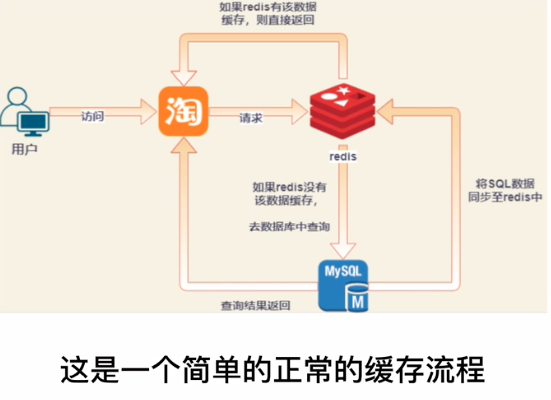 如果redis有该数据
缓存，则直接返回
淘
访问
请求
用户
redis
如果redis没有
该数据缓存，
去数据库中查询
将SQL数据
同步至redis中
MySQL
M
查询结果返回
这是一个简单的正常的缓存流程